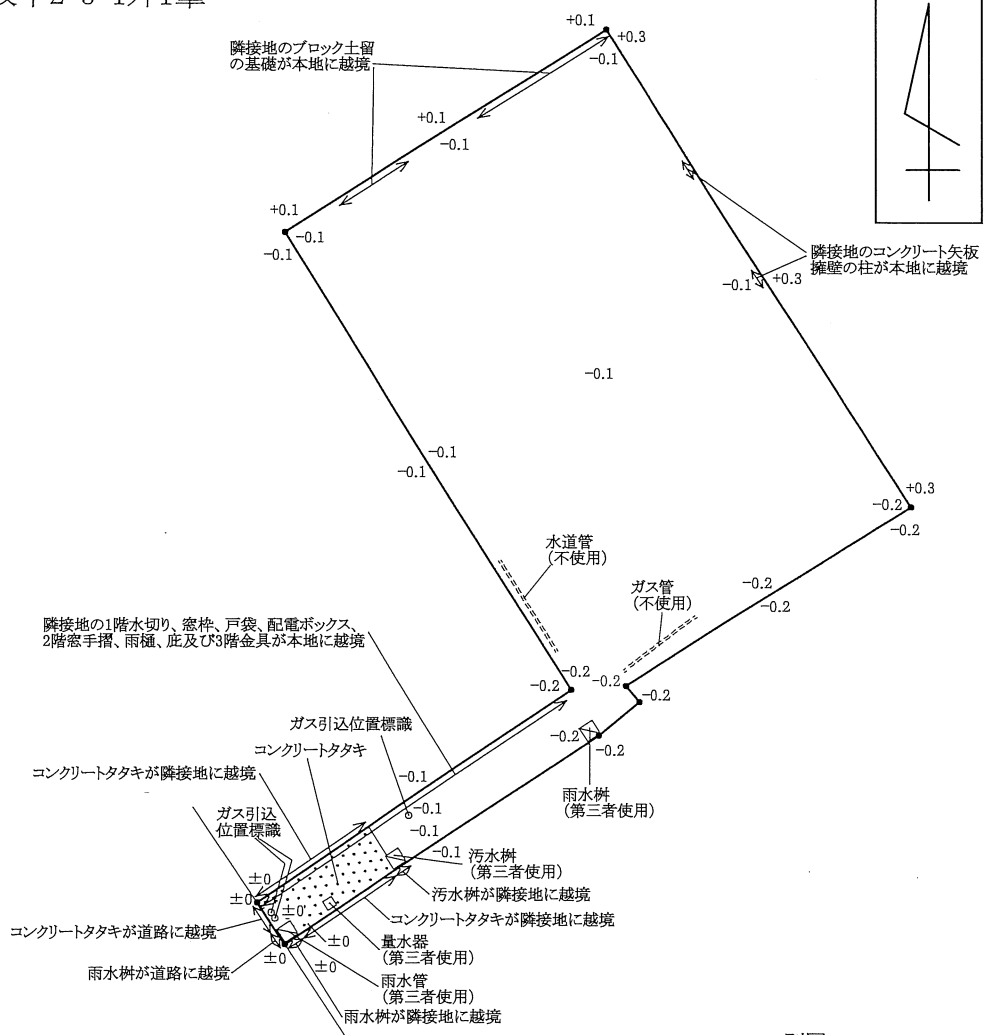 +0.1
+0.3
-0.1
隣接地のブロック土留
の基礎が本地に越境
+0.1
-0.1
+0.1
-0.1
-0.1
隣接地のコンクリート矢板
擁壁の柱が本地に越境
-0.1
+0.3
-0.1
-0.1
-0.1
+0.3
-0.2
-0.2
水道管
(不使用)
ガス管
(不使用)
-0.2
-0.2
隣接地の1階水切り、窓枠、戸袋、配電ボックス、
2階窓手摺、雨樋、庇及び3階金具が本地に越境
-0.2
-0.2
-0.2
-0.2
ガス引込位置標識
-0.2
-0.2
コンクリートタタキ
コンクリートタタキが隣接地に越境
-0.1
雨水桝
(第三者使用)
ガス引込
位置標識
-0.1
-0.1
-0.1
汚水桝
(第三者使用)
±0
±0
汚水桝が隣接地に越境
±0
コンクリートタタキが隣接地に越境
コンクリートタタキが道路に越境
±0
量水器
(第三者使用)
±0
±0
雨水桝が道路に越境
雨水管
(第三者使用)
雨水桝が隣接地に越境